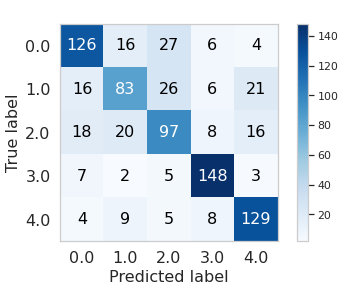 0.0 126 16 27 6 4
1.0 16 83 26 6 21
2.0 18 20 97 8 16
3.0 7 2 5 148 3
4.0 4 9 5 8 129
0.0 1.0 2.0 3.0 4.0
Predicted label
True label
140
120
100
80
60
40
20